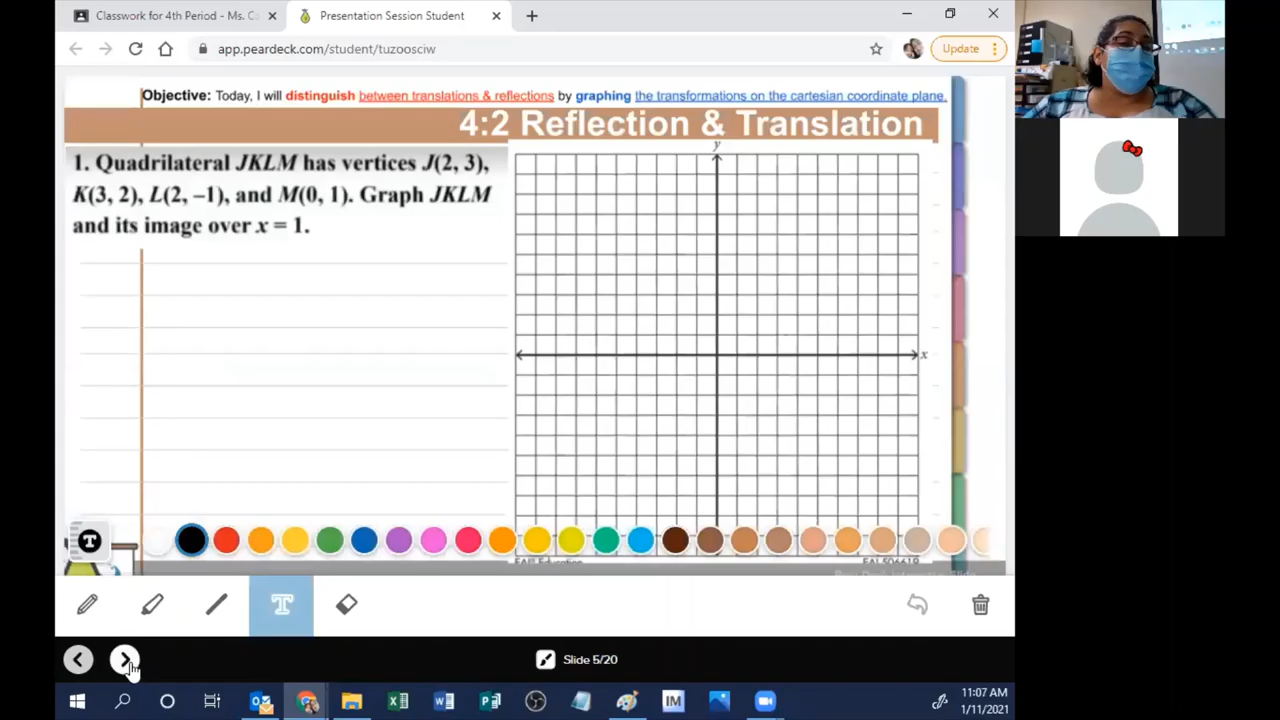 Classwork for 4th Period - Ms. Ca
Presentation Session Student
app.peardeck.com/student/tuzoosciw
Update
Objective: Today, I will distinguish between translations & reflections by graphing the transformations on the cartesian coordinate plane.
4:2 Reflection & Translation
1. Quadrilateral JKLM has vertices J(2, 3),
K(3, 2), L(2, –1), and M(0, 1). Graph JKLM
and its image over x = 1.
y
x
T
T
Slide 5/20
IM
11:07 AM
1/11/2021